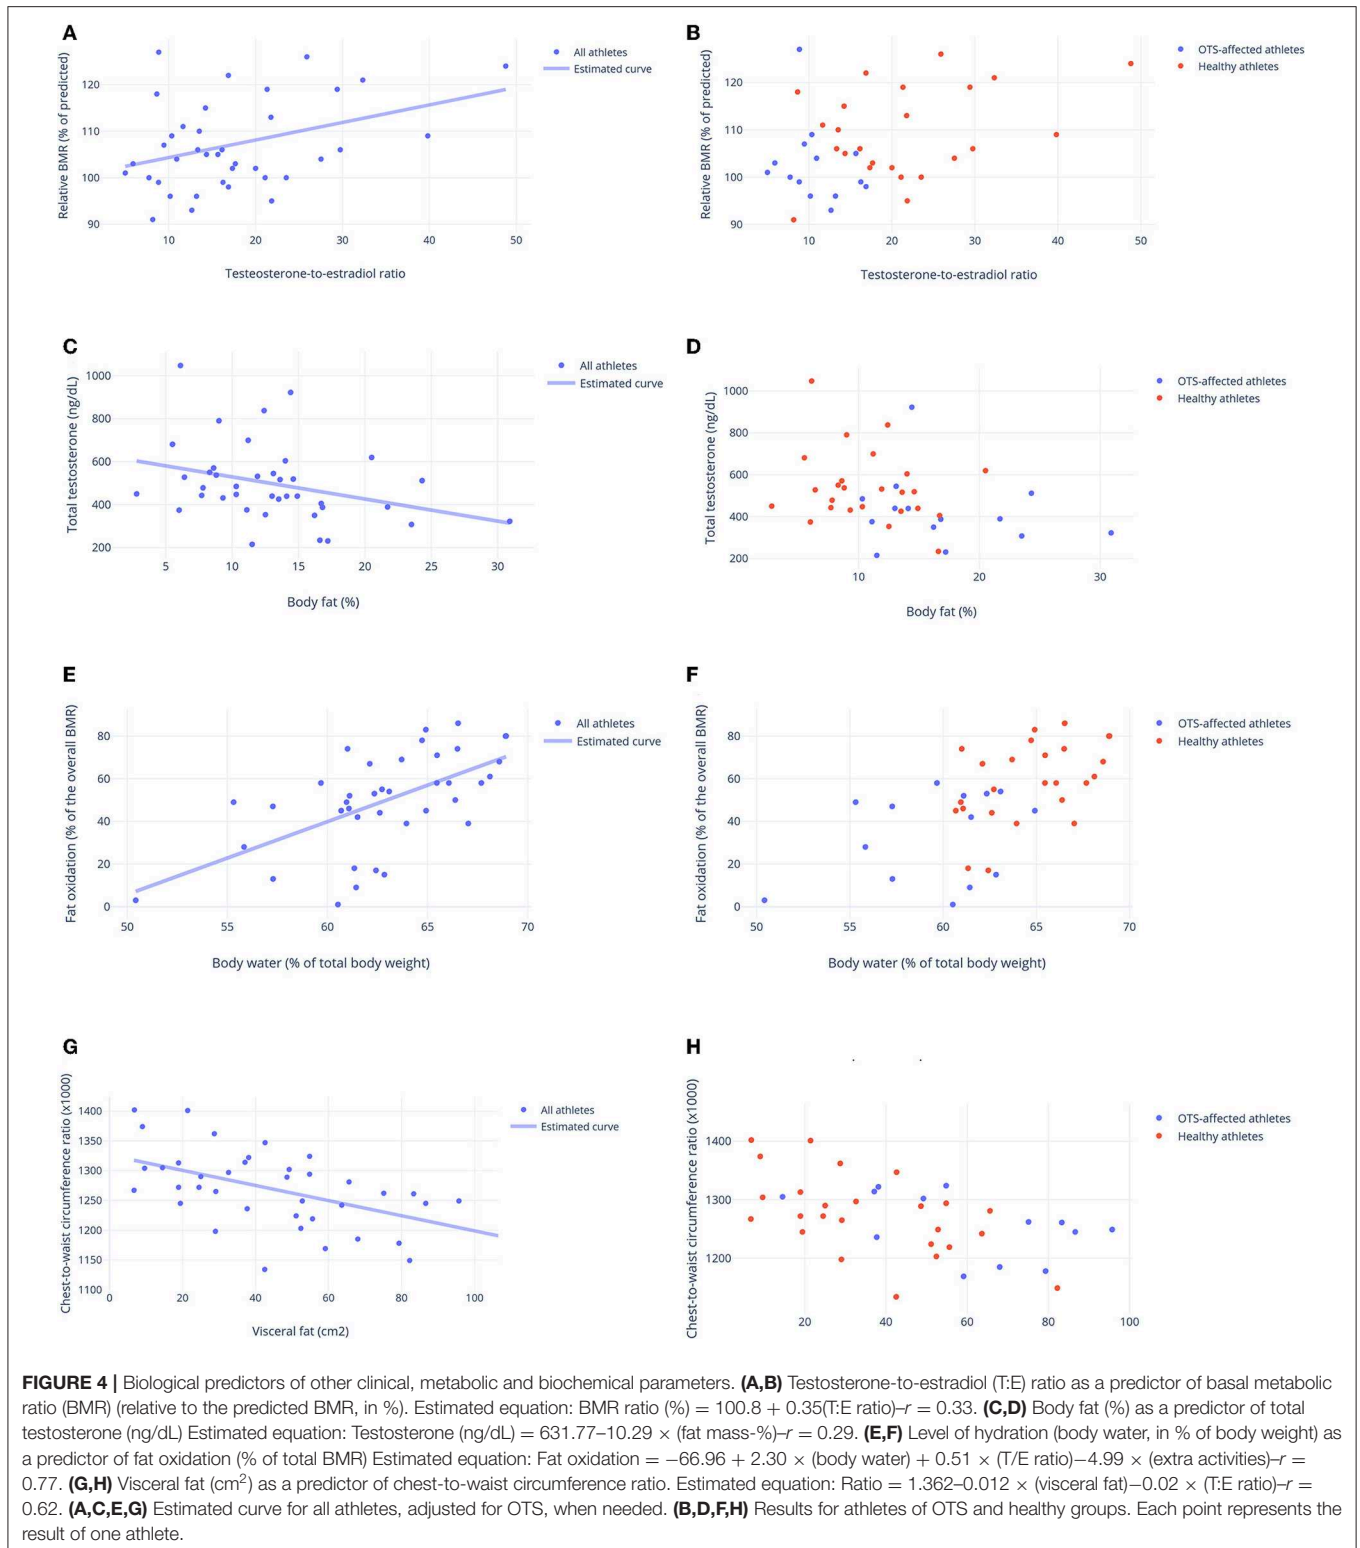 A
Relative BMR (% of predicted)
120
110
100
90
10 20 30 40 50
Testeosterone-to-estradiol ratio
All athletes
Estimated curve
B
Relative BMR (% of predicted)
120
110
100
90
10 20 30 40 50
Testosterone-to-estradiol ratio
OTS-affected athletes
Healthy athletes
C
Total testosterone (ng/dL)
1000
800
600
400
200
5 10 15 20 25 30
Body fat (%)
All athletes
Estimated curve
D
Total testosterone (ng/dL)
1000
800
600
400
200
10 20 30
Body fat (%)
OTS-affected athletes
Healthy athletes
E
Fat oxidation (% of the overall BMR)
80
60
40
20
0
50 55 60 65 70
Body water (% of total body weight)
All athletes
Estimated curve
F
Fat oxidation (% of the overall BMR)
80
60
40
20
0
50 55 60 65 70
Body water (% of total body weight)
OTS-affected athletes
Healthy athletes
G
Chest-to-waist circumference ratio (x1000)
1400
1350
1300
1250
1200
1150
1100
0 20 40 60 80 100
Visceral fat (cm2)
All athletes
Estimated curve
H
Chest-to-waist circumference ratio (x1000)
1400
1300
1200
20 40 60 80 100
OTS-affected athletes
Healthy athletes
FIGURE 4 | Biological predictors of other clinical, metabolic and biochemical parameters. (A,B) Testosterone-to-estradiol (T:E) ratio as a predictor of basal metabolic
ratio (BMR) (relative to the predicted BMR, in %). Estimated equation: BMR ratio (%) = 100.8 + 0.35(T:E ratio)–r = 0.33. (C,D) Body fat (%) as a predictor of total
testosterone (ng/dL) Estimated equation: Testosterone (ng/dL) = 631.77–10.29 × (fat mass-%)–r = 0.29. (E,F) Level of hydration (body water, in % of body weight) as
a predictor of fat oxidation (% of total BMR) Estimated equation: Fat oxidation = −66.96 + 2.30 × (body water) + 0.51 × (T/E ratio)−4.99 × (extra activities)–r =
0.77. (G,H) Visceral fat (cm²) as a predictor of chest-to-waist circumference ratio. Estimated equation: Ratio = 1.362–0.012 × (visceral fat)−0.02 × (T:E ratio)–r =
0.62. (A,C,E,G) Estimated curve for all athletes, adjusted for OTS, when needed. (B,D,F,H) Results for athletes of OTS and healthy groups. Each point represents the
result of one athlete.